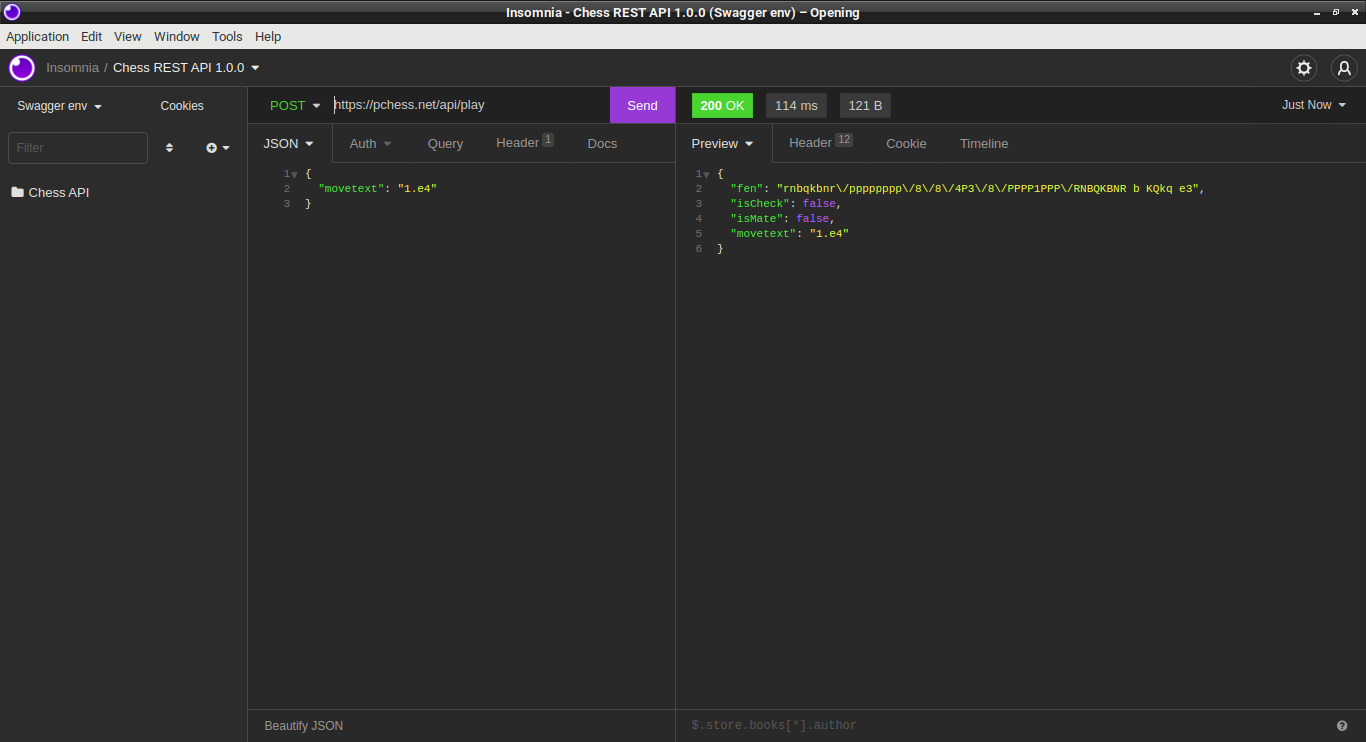 Insomnia - Chess REST API 1.0.0 (Swagger env) – Opening
Application Edit View Window Tools Help
Insomnia / Chess REST API 1.0.0
Swagger env Cookies
Filter
Chess API
POST https://pchess.net/api/play Send
JSON Auth Query Header 1 Docs
1 {
2 "movetext": "1.e4"
3 }
Beautify JSON
200 OK 114 ms 121 B Just Now
Preview Header 12 Cookie Timeline
1 {
2 "fen": "rnbqkbnr\/pppppppp\/8\/8\/4P3\/8\/PPPP1PPP\/RNBQKBNR b KQkq e3",
3 "isCheck": false,
4 "isMate": false,
5 "movetext": "1.e4"
6 }
$.store.books[*].author